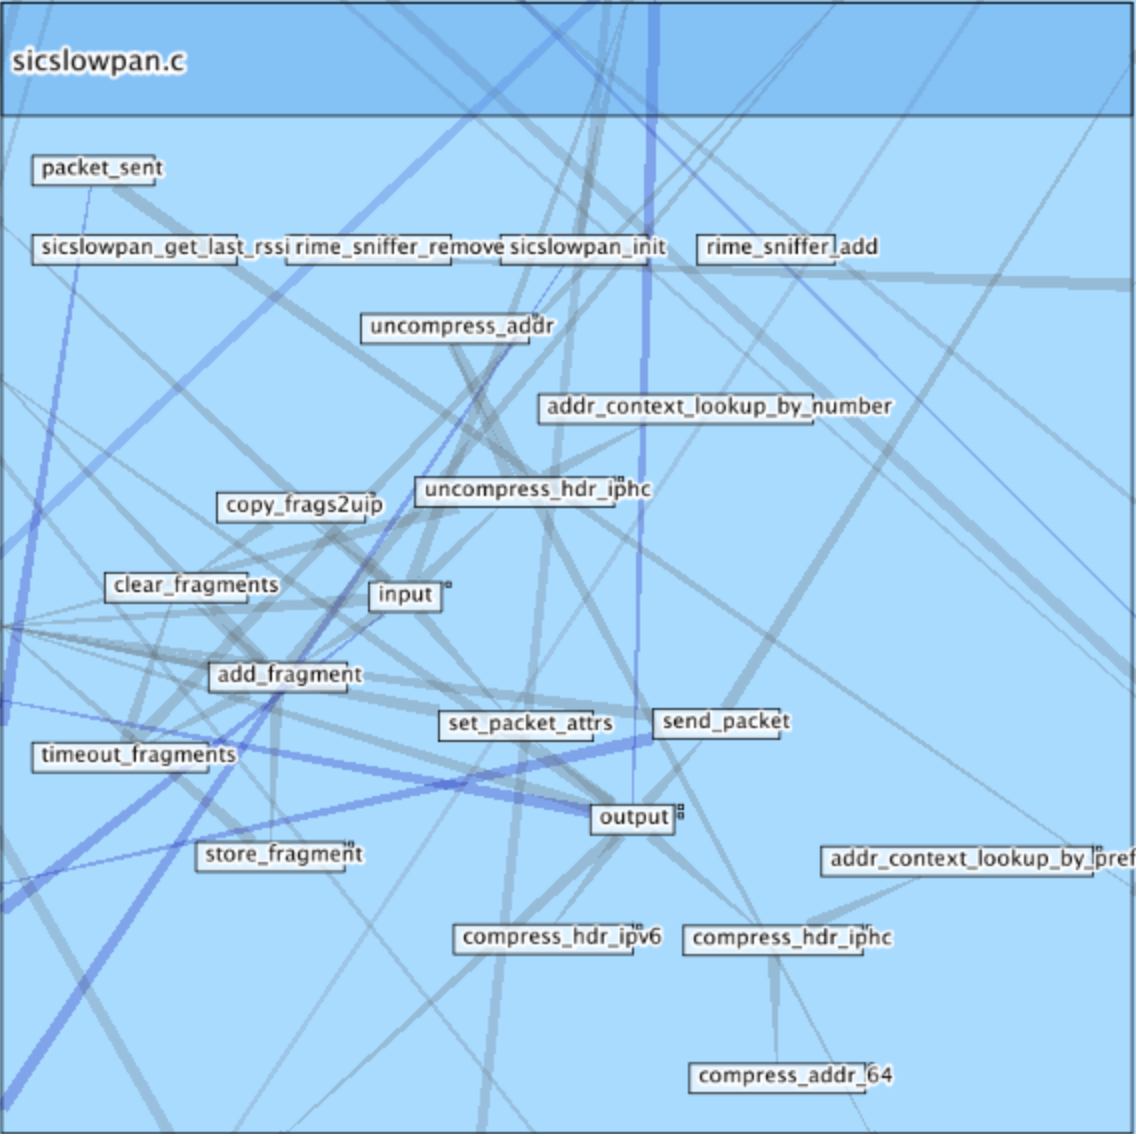 sicslowpan.c
packet_sent
sicslowpan_get_last_rssi rime_sniffer_remove sicslowpan_init rime_sniffer_add
uncompress_addr
addr_context_lookup_by_number
uncompress_hdr_iphc
copy_frags2uip
clear_fragments
input
add_fragment
set_packet_attrs send_packet
timeout_fragments
output
store_fragment
addr_context_lookup_by_pref
compress_hdr_ipv6 compress_hdr_iphc
compress_addr_64